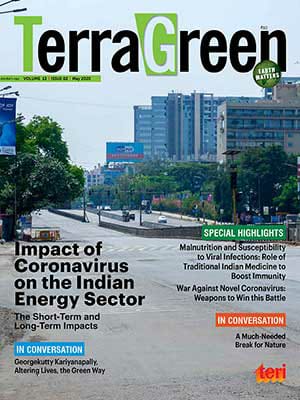 TerraGreen
VOLUME 13 | ISSUE 02 | May 2020
EARTH
MATTERS
SPECIAL HIGHLIGHTS
Malnutrition and Susceptibility
to Viral Infections: Role of
Traditional Indian Medicine to
Boost Immunity
War Against Novel Coronavirus:
Weapons to Win this Battle
Impact of
Coronavirus
on the Indian
Energy Sector
The Short-Term and
Long-Term Impacts
IN CONVERSATION
A Much-Needed
Break for Nature
IN CONVERSATION
Georgekutty Kariyanapally,
Altering Lives, the Green Way
teri